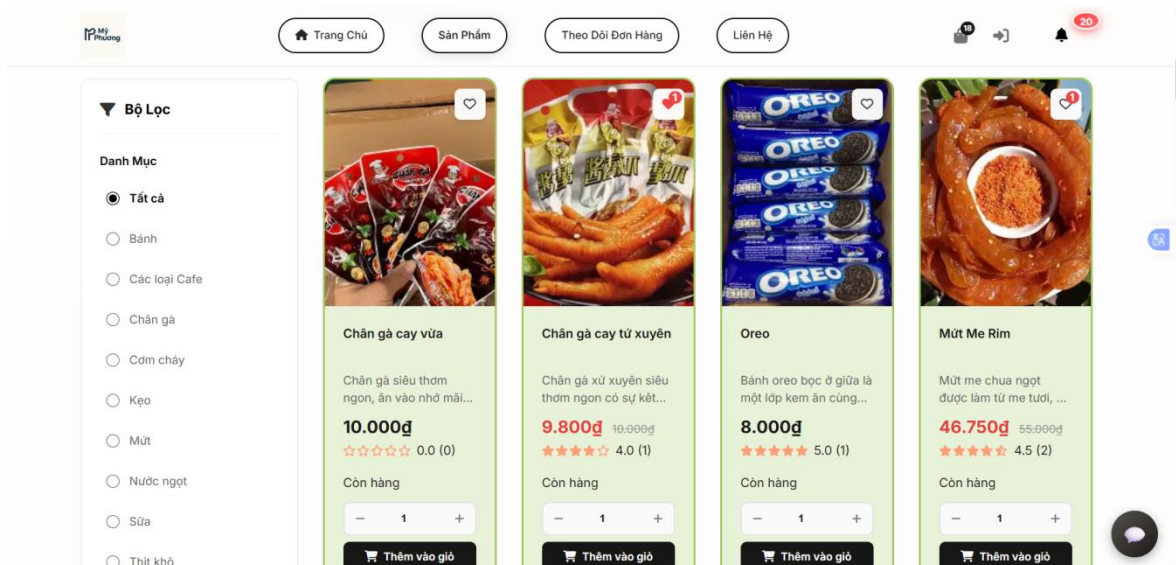 Mỹ
Phương
Trang Chủ
Sản Phẩm
Theo Dõi Đơn Hàng
Liên Hệ
18
20
Bộ Lọc
Danh Mục
Tất cả
Bánh
Các loại Cafe
Chân gà
Cơm cháy
Kẹo
Mứt
Nước ngọt
Sữa
Thịt khô
Chân gà cay vừa
Chân gà siêu thơm
ngon, ăn vào nhớ mãi...
10.000₫
0.0 (0)
Còn hàng
− 1 +
Thêm vào giỏ
1
Chân gà cay tứ xuyên
Chân gà xứ xuyên siêu
thơm ngon có sự kêt...
9.800₫ 10.000₫
4.0 (1)
Còn hàng
− 1 +
Thêm vào giỏ
OREO
OREO
OREO
OREO
OREO
Oreo
Bánh oreo bọc ở giữa là
một lớp kem ăn cùng...
8.000₫
5.0 (1)
Còn hàng
− 1 +
Thêm vào giỏ
1
Mứt Me Rim
Mứt me chua ngọt
được làm từ me tươi, ...
46.750₫ 55.000₫
4.5 (2)
Còn hàng
− 1 +
Thêm vào giỏ